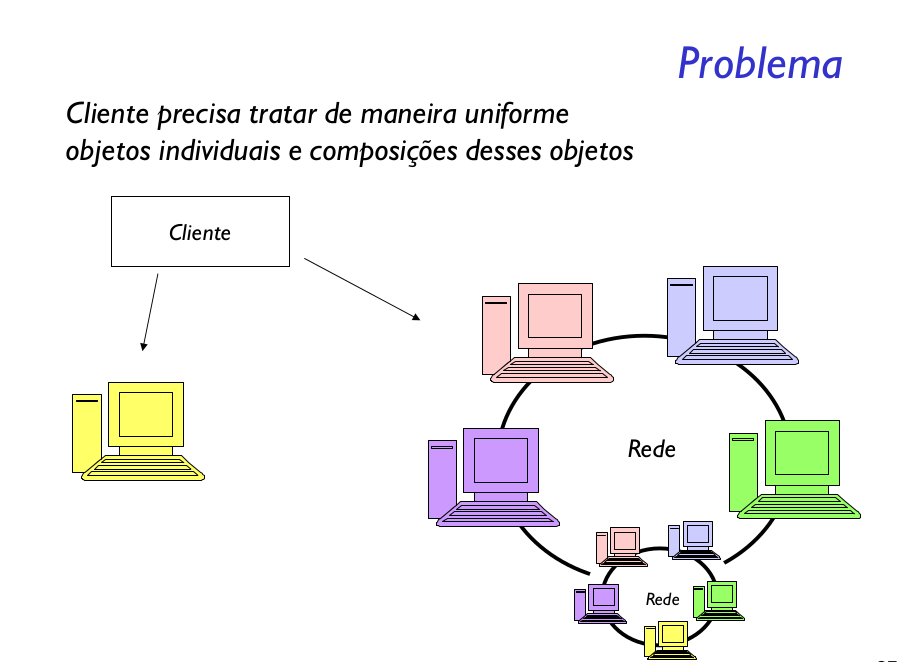 Problema
Cliente precisa tratar de maneira uniforme
objetos individuais e composições desses objetos
Cliente
Rede
Rede